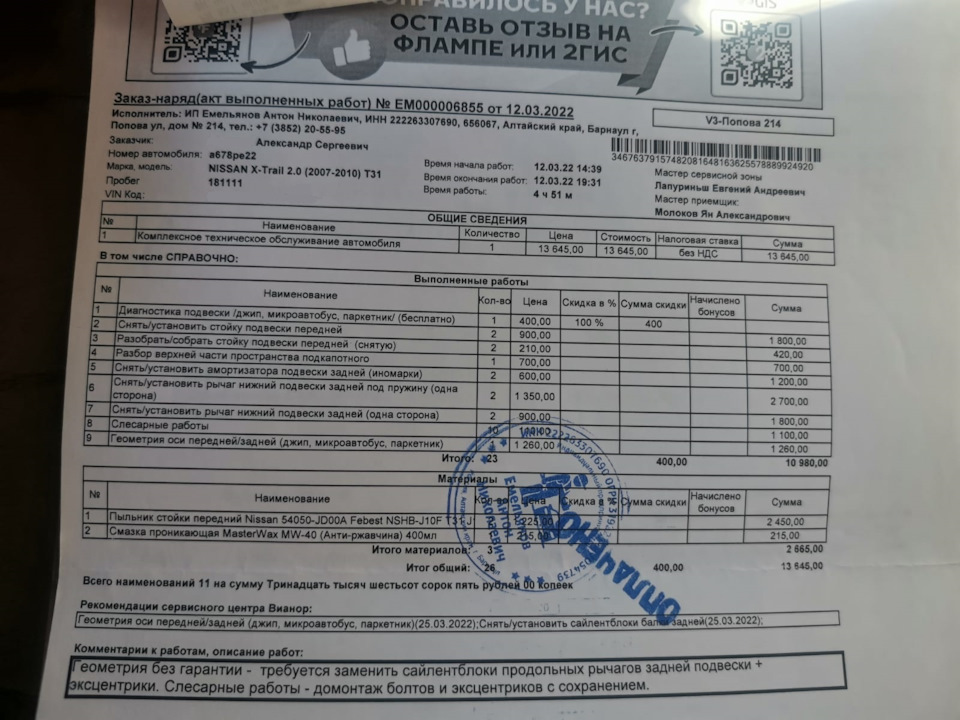 ОНРАВИЛОСЬ У НАС?
ОСТАВЬ ОТЗЫВ НА
ФЛАМПЕ ИЛИ 2ГИС
GIS
Заказ-наряд(акт выполненных работ) № ЕМ000006855 от 12.03.2022
Исполнитель: ИП Емельянов Антон Николаевич, ИНН 222263307690, 656067, Алтайский край, Барнаул г,
Попова ул, дом № 214, тел.: +7 (3852) 20-55-95
V3-Попова 214
Заказчик: Александр Сергеевич
Номер автомобиля: а678ре22
Марка, модель: NISSAN X-Trail 2.0 (2007-2010) T31
Пробег 181111
VIN Код:
Время начала работ: 12.03.22 14:39
Время окончания работ: 12.03.22 19:31
Время работы: 4 ч 51 м
Мастер сервисной зоны
Лапуриньш Евгений Андреевич
Мастер приемщик:
Молоков Ян Александрович
ОБЩИЕ СВЕДЕНИЯ
№ Наименование Количество Цена Стоимость Налоговая ставка Сумма
1 Комплексное техническое обслуживание автомобиля 1 13 645,00 13 645,00 без НДС 13 645,00
В том числе СПРАВОЧНО:
Выполненные работы
№ Наименование Кол-во Цена Скидка в % Сумма скидки Начислено бонусов Сумма
1 Диагностика подвески /джип, микроавтобус, паркетник/ (бесплатно) 1 400,00 100 % 400
2 Снять/установить стойку подвески передней 2 900,00 1 800,00
3 Разобрать/собрать стойку подвески передней (снятую) 2 210,00 420,00
4 Разбор верхней части пространства подкапотного 1 700,00 700,00
5 Снять/установить амортизатора подвески задней (иномарки) 2 600,00 1 200,00
6 Снять/установить рычаг нижний подвески задней под пружину (одна
сторона) 2 1 350,00 2 700,00
7 Снять/установить рычаг нижний подвески задней (одна сторона) 2 900,00 1 800,00
8 Слесарные работы 1 100,00
9 Геометрия оси передней/задней (джип, микроавтобус, паркетник) 1 260,00 1 260,00
Итого: 23 400,00 10 980,00
Материалы
№ Наименование Цена Скидка в % Сумма скидки Начислено бонусов Сумма
1 Пыльник стойки передний Nissan 54050-JD00A Febest NSHB-J10F T31 2 450,00
2 Смазка проникающая MasterWax MW-40 (Анти-ржавчина) 400мл 215,00
Итого материалов: 3 2 665,00
Итог общий: 26 400,00 13 645,00
Емельянов
АНТОН
НИКОЛАЕВИЧ
ОПЛАЧЕНО
Всего наименований 11 на сумму Тринадцать тысяч шестьсот сорок пять рублей 00 копеек
Рекомендации сервисного центра Вианор:
Геометрия оси передней/задней (джип, микроавтобус, паркетник)(25.03.2022);Снять/установить сайлентблоки балки задней(25.03.2022);
Комментарии к работам, описание работ:
Геометрия без гарантии - требуется заменить сайлентблоки продольных рычагов задней подвески +
эксцентрики. Слесарные работы - домонтаж болтов и эксцентриков с сохранением.